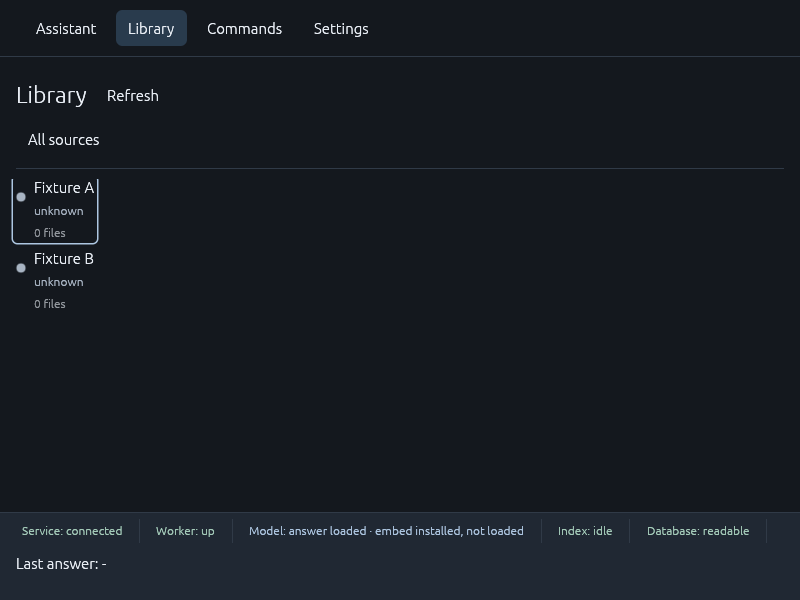 Assistant Library Commands Settings
Library Refresh
All sources
Fixture A
unknown
0 files
Fixture B
unknown
0 files
Service: connected Worker: up Model: answer loaded · embed installed, not loaded Index: idle Database: readable
Last answer: -